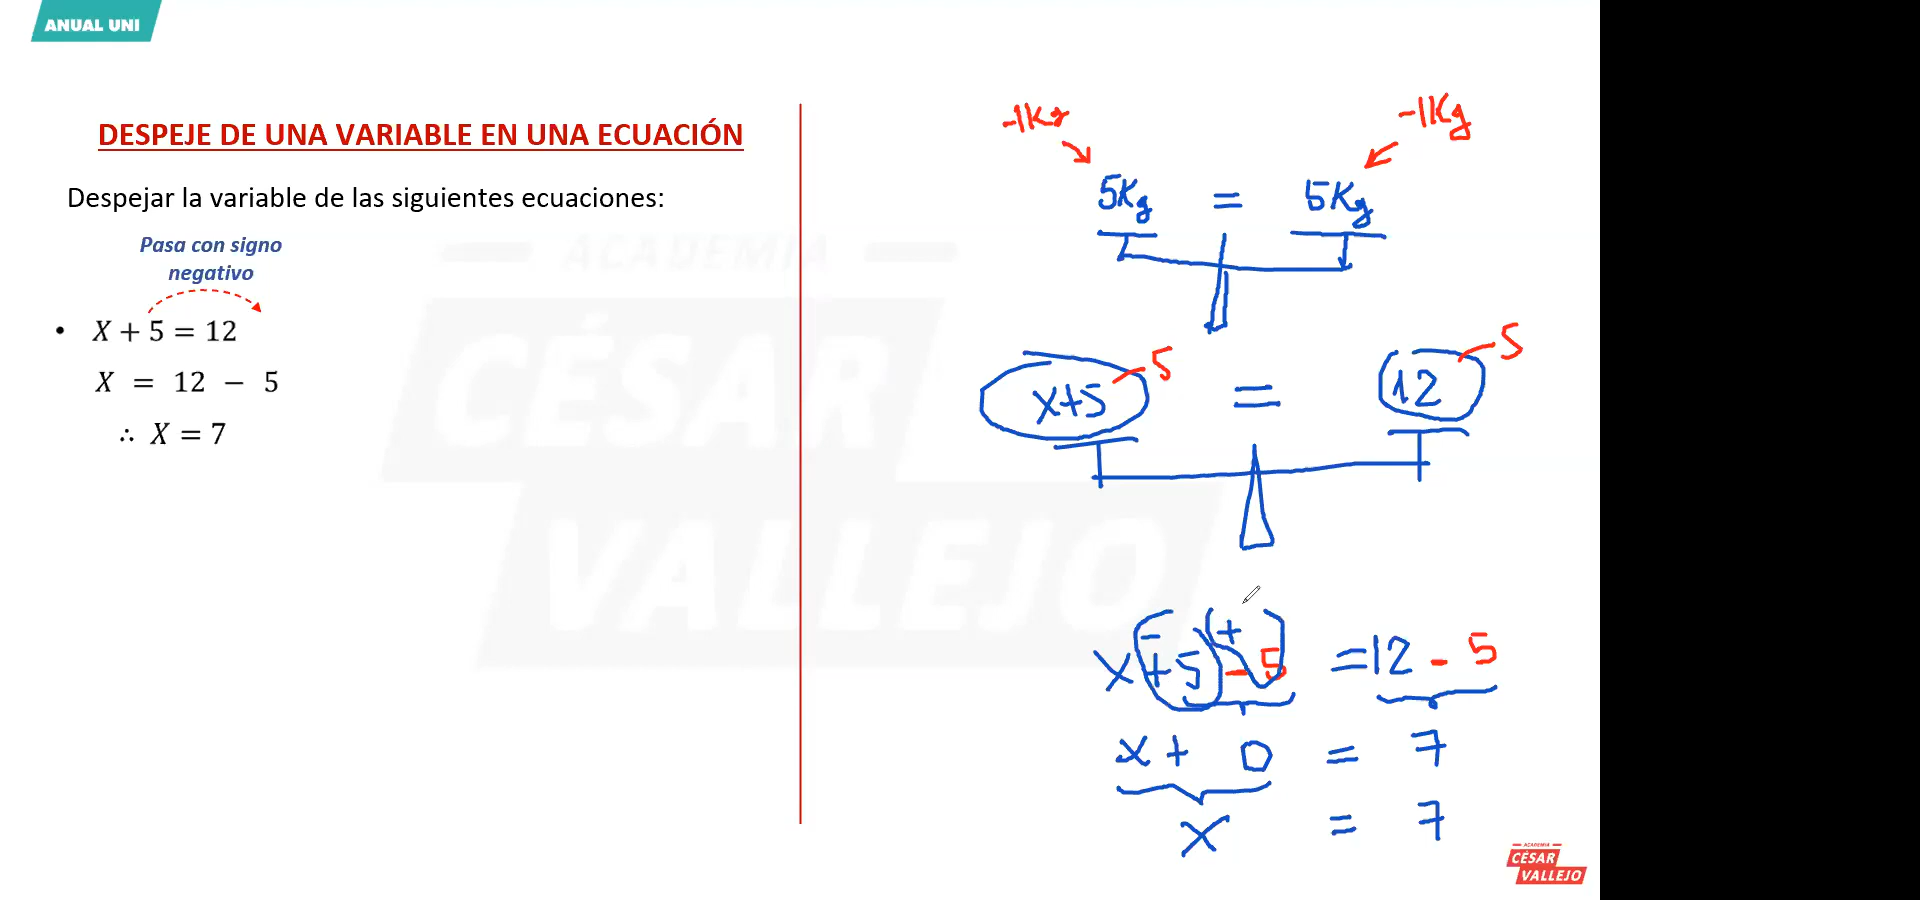 ANUAL UNI
DESPEJE DE UNA VARIABLE EN UNA ECUACIÓN
Despejar la variable de las siguientes ecuaciones:
Pasa con signo
negativo
• X + 5 = 12
X = 12 − 5
∴ X = 7
-1Kg -1Kg
5Kg = 5Kg
x+5 - 5 = 12 - 5
− (+)
x +5 - 5 = 12 - 5
x + 0 = 7
x = 7
ACADEMIA
CÉSAR
VALLEJO
ACADEMIA
CÉSAR
VALLEJO